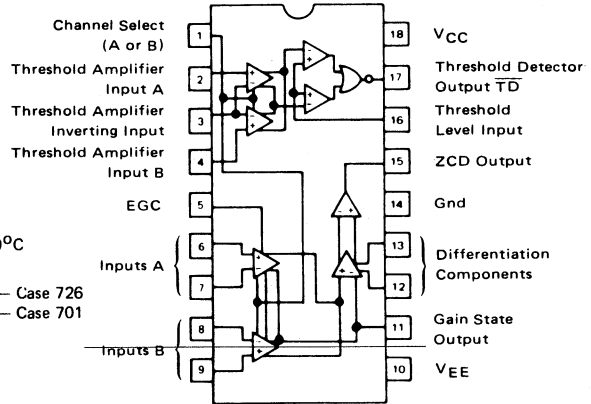 Channel Select
(A or B)
1
Threshold Amplifier
Input A
2
Threshold Amplifier
Inverting Input
3
Threshold Amplifier
Input B
4
EGC
5
Inputs A
6
7
Inputs B
8
9
0°C
— Case 726
— Case 701
18
VCC
17
Threshold Detector
Output TD
16
Threshold
Level Input
15
ZCD Output
14
Gnd
13
Differentiation
Components
12
11
Gain State
Output
10
VEE